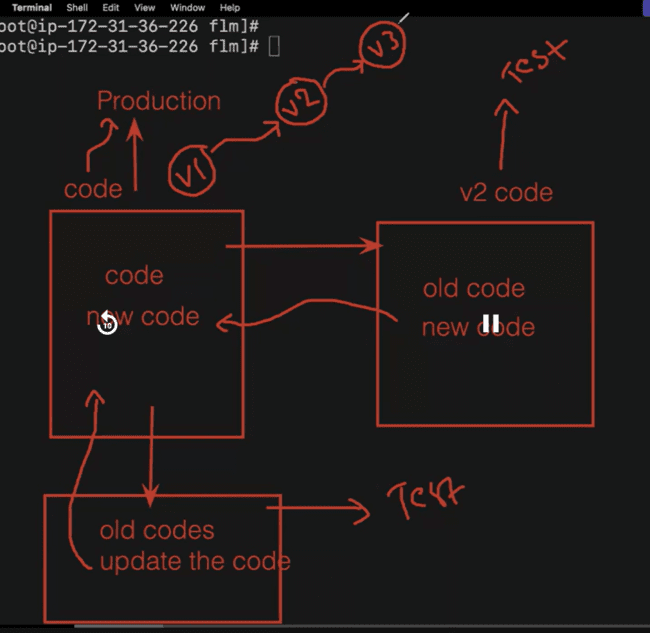 Terminal Shell Edit View Window Help
oot@ip-172-31-36-226 flm]#
oot@ip-172-31-36-226 flm]#
v3
Test
v2
Production
v1
code
v2 code
code
old code
new code
10
new code
Test
old codes
update the code